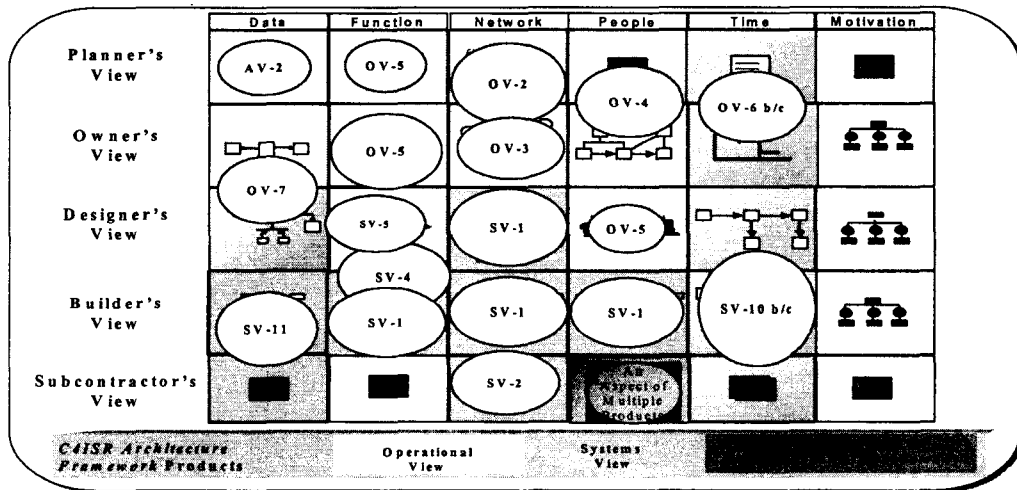 Data Function Network People Time Motivation
Planner's
View
AV-2 OV-5 OV-2 OV-4 OV-6 b/c
Owner's
View
OV-7 OV-5 OV-3
Designer's
View
SV-5 SV-1 OV-5
SV-4
Builder's
View
SV-11 SV-1 SV-1 SV-1 SV-10 b/c
Subcontractor's
View
SV-2
An
Aspect of
Multiple
Products
C4ISR Architecture
Framework Products
Operational
View
Systems
View